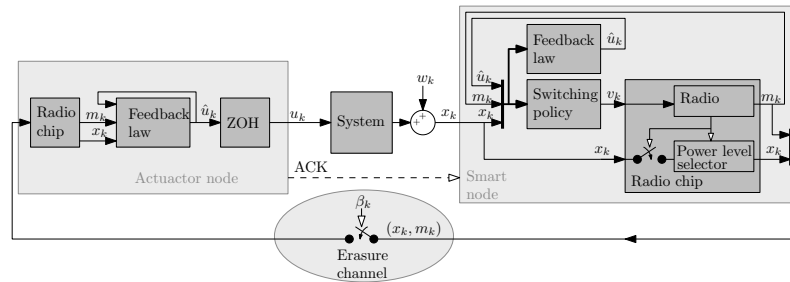 Radio
chip
m_k
x_k
Feedback
law
û_k
ZOH
u_k
System
w_k
+
+
x_k
û_k
m_k
x_k
Feedback
law
û_k
Switching
policy
v_k
Radio
m_k
x_k
Power level
selector
x_k
Radio chip
Actuactor node
ACK
Smart
node
β_k
(x_k, m_k)
Erasure
channel